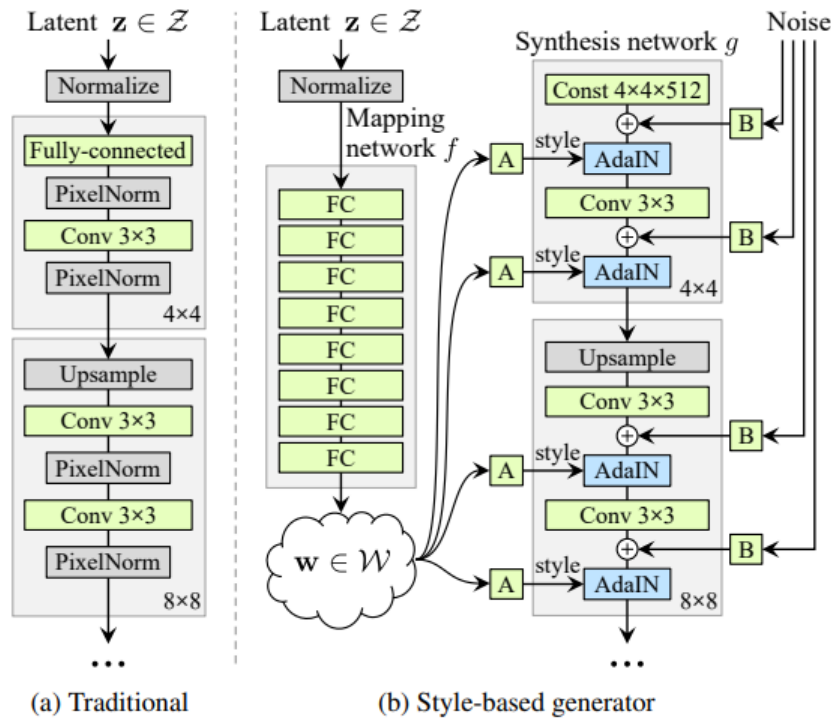 Latent z ∈ 𝒵
Normalize
Fully-connected
PixelNorm
Conv 3×3
PixelNorm
4×4
Upsample
Conv 3×3
PixelNorm
Conv 3×3
PixelNorm
8×8
...
(a) Traditional
Latent z ∈ 𝒵
Normalize
Mapping
network f
FC
FC
FC
FC
FC
FC
FC
FC
w ∈ 𝒲
Synthesis network g
Noise
Const 4×4×512
B
A
style
AdaIN
Conv 3×3
B
A
style
AdaIN
4×4
Upsample
Conv 3×3
B
A
style
AdaIN
Conv 3×3
B
A
style
AdaIN
8×8
...
(b) Style-based generator